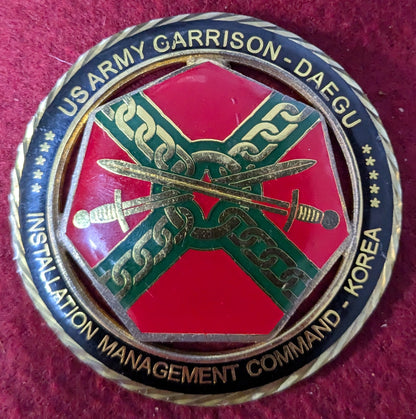 US ARMY GARRISON - DAEGU
INSTALLATION MANAGEMENT COMMAND - KOREA